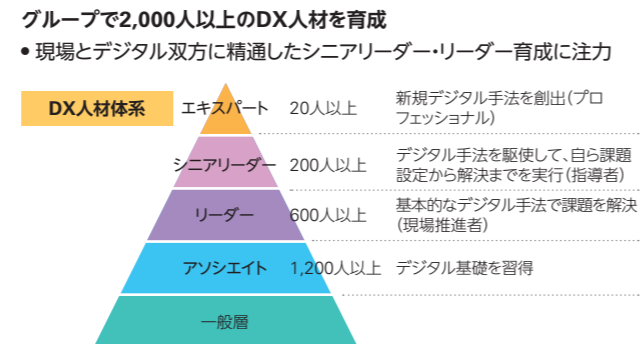 グループで2,000人以上のDX人材を育成
● 現場とデジタル双方に精通したシニアリーダー・リーダー育成に注力
DX人材体系
エキスパート
20人以上
新規デジタル手法を創出(プロ
フェッショナル)
シニアリーダー
200人以上
デジタル手法を駆使して、自ら課題
設定から解決までを実行(指導者)
リーダー
600人以上
基本的なデジタル手法で課題を解決
(現場推進者)
アソシエイト
1,200人以上
デジタル基礎を習得
一般層